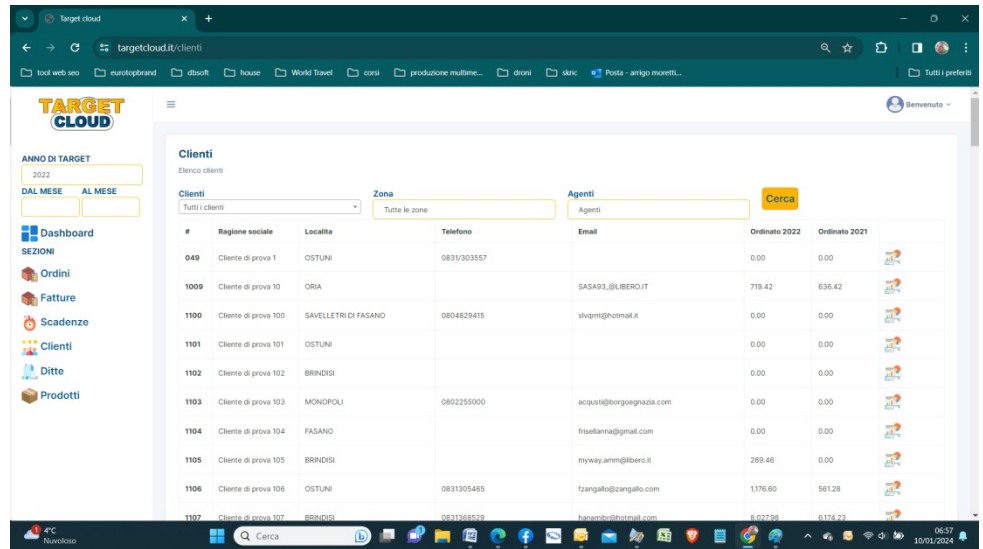 Target cloud
targetcloud.it/clienti
tool web seo eurotopbrand dbsoft house World Travel corsi produzione multime... droni skric Posta - arrigo moretti... Tutti i preferiti
TARGET
CLOUD
Benvenuto
ANNO DI TARGET
2022
DAL MESE AL MESE
Dashboard
SEZIONI
Ordini
Fatture
Scadenze
Clienti
Ditte
Prodotti
Clienti
Elenco clienti
Clienti Zona Agenti
Tutti i clienti Tutte le zone Agenti Cerca
# Ragione sociale Localita Telefono Email Ordinato 2022 Ordinato 2021
049 Cliente di prova 1 OSTUNI 0831/303557 0.00 0.00
1009 Cliente di prova 10 ORIA SASA93_@LIBERO.IT 719.42 636.42
1100 Cliente di prova 100 SAVELLETRI DI FASANO 0804829415 slvqrnt@hotmail.it 0.00 0.00
1101 Cliente di prova 101 OSTUNI 0.00 0.00
1102 Cliente di prova 102 BRINDISI 0.00 0.00
1103 Cliente di prova 103 MONOPOLI 0802255000 acqusti@borgoegnazia.com 0.00 0.00
1104 Cliente di prova 104 FASANO frisellanna@gmail.com 0.00 0.00
1105 Cliente di prova 105 BRINDISI myway.amm@libero.it 269.46 0.00
1106 Cliente di prova 106 OSTUNI 0831305465 fzangallo@zangallo.com 1,176.60 561.28
1107 Cliente di prova 107 BRINDISI 0831368529 hanamibr@hotmail.com 8,027.98 6,174.23
1
4°C
Nuvoloso
Cerca
06:57
10/01/2024